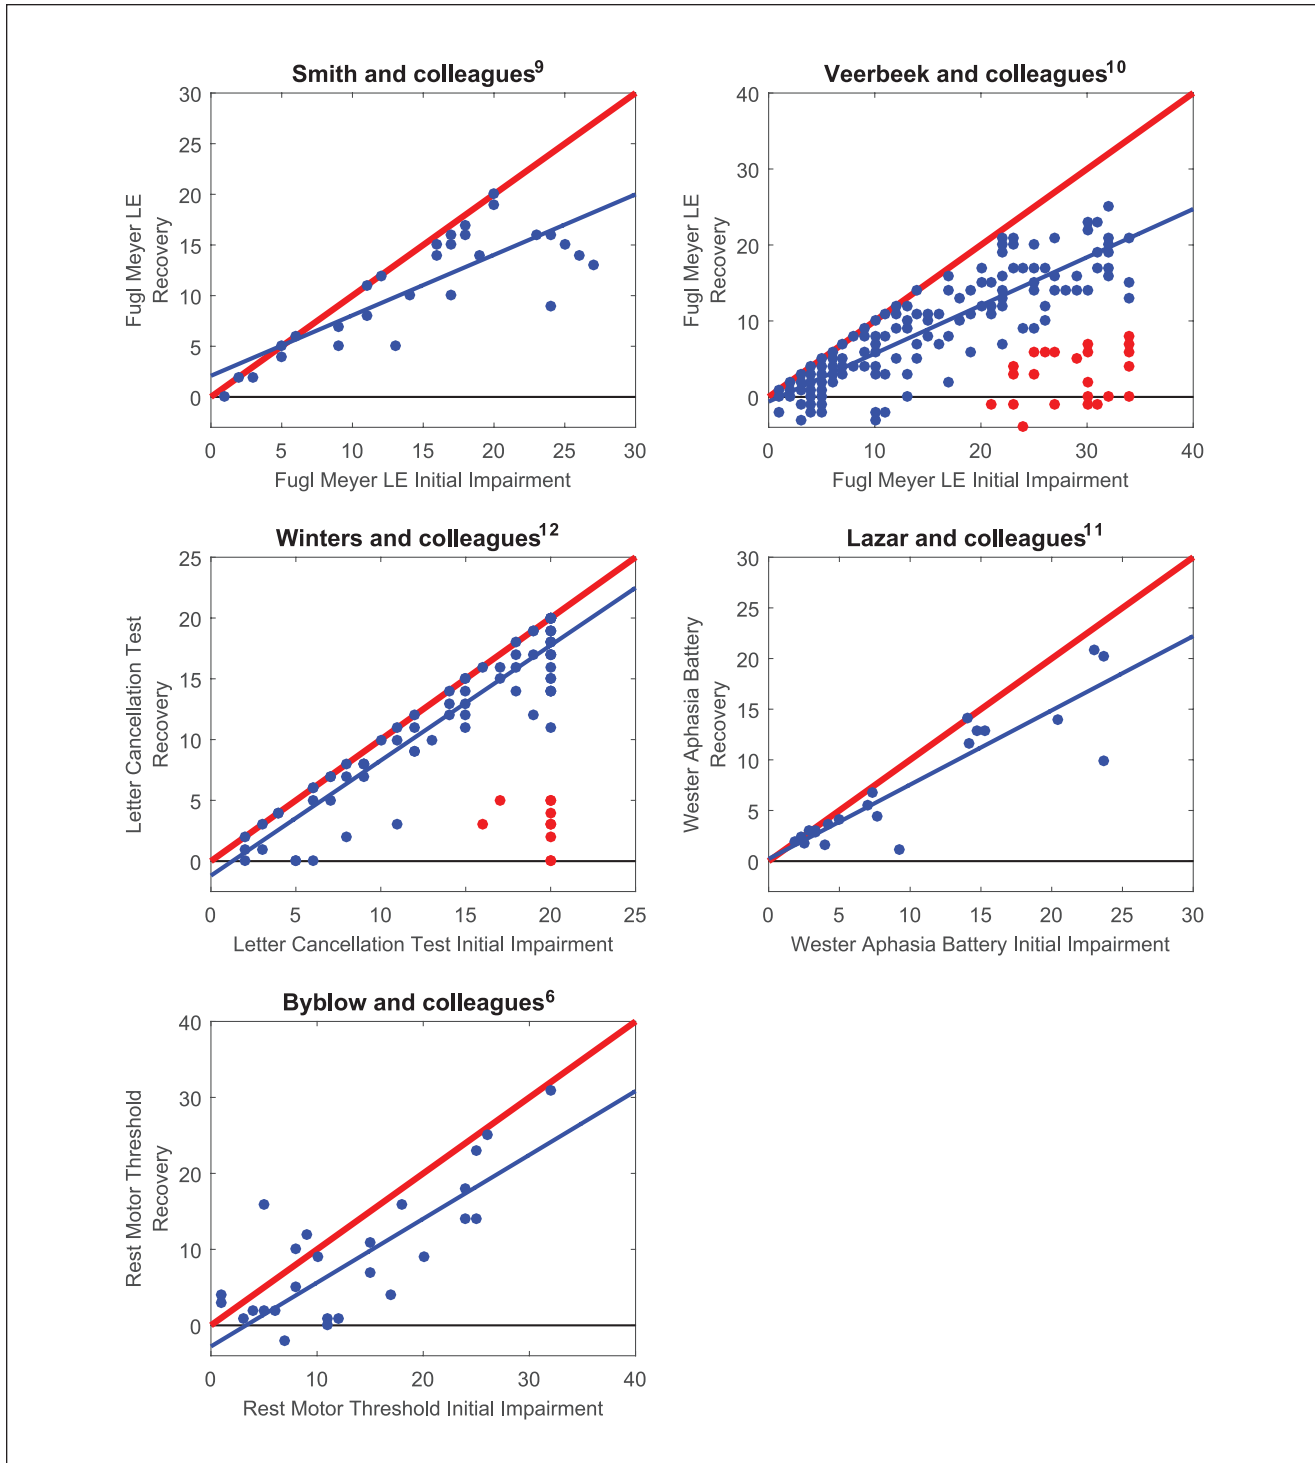 Smith and colleagues9
30
25
20
15
10
5
0
0 5 10 15 20 25 30
Fugl Meyer LE
Recovery
Fugl Meyer LE Initial Impairment
Veerbeek and colleagues10
40
30
20
10
0
0 10 20 30 40
Fugl Meyer LE
Recovery
Fugl Meyer LE Initial Impairment
Winters and colleagues12
25
20
15
10
5
0
0 5 10 15 20 25
Letter Cancellation Test
Recovery
Letter Cancellation Test Initial Impairment
Lazar and colleagues11
30
25
20
15
10
5
0
0 5 10 15 20 25 30
Wester Aphasia Battery
Recovery
Wester Aphasia Battery Initial Impairment
Byblow and colleagues6
40
30
20
10
0
0 10 20 30 40
Rest Motor Threshold
Recovery
Rest Motor Threshold Initial Impairment